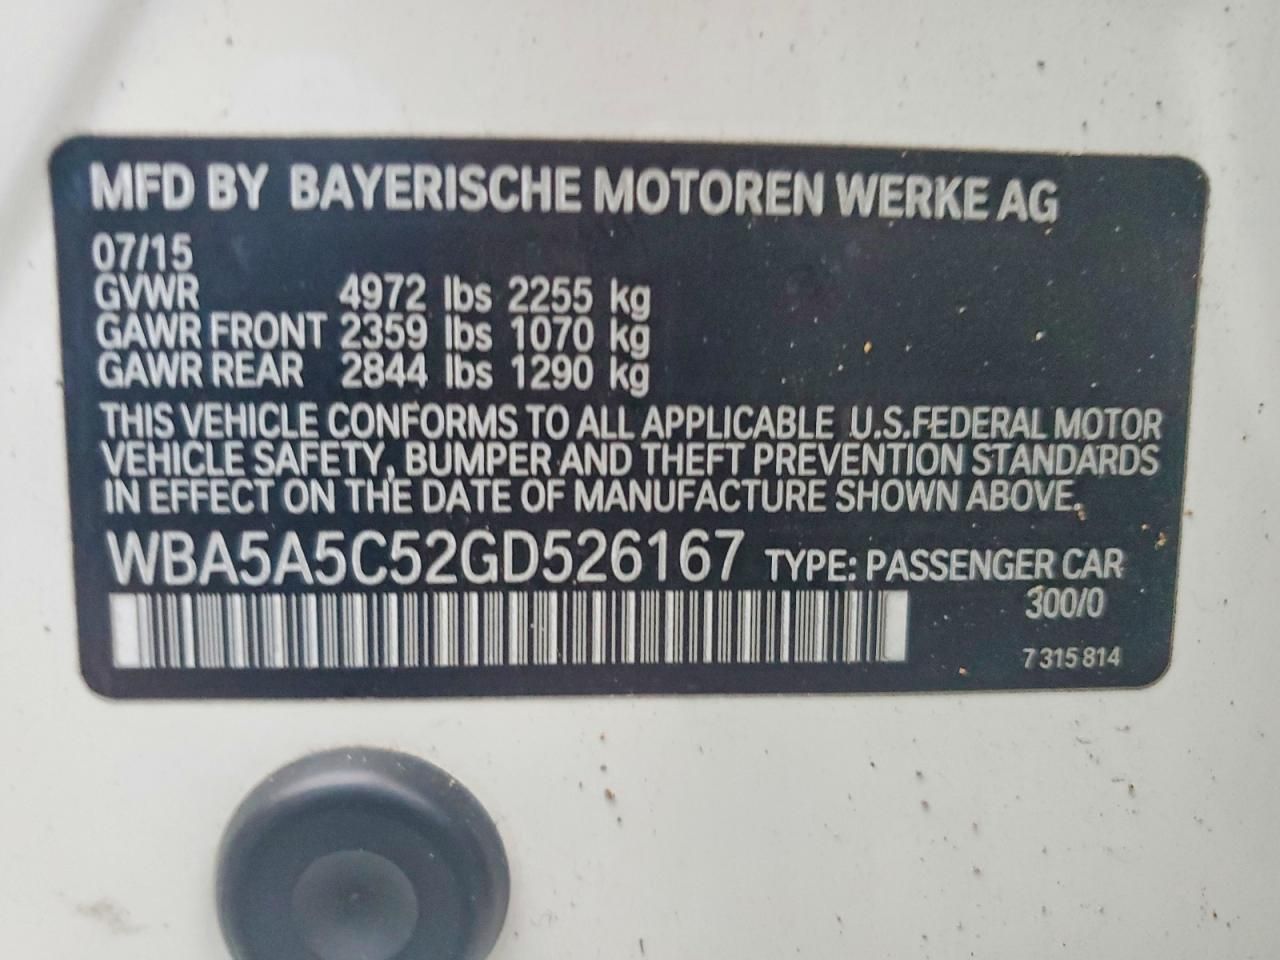 MFD BY BAYERISCHE MOTOREN WERKE AG
07/15
GVWR 4972 lbs 2255 kg
GAWR FRONT 2359 lbs 1070 kg
GAWR REAR 2844 lbs 1290 kg
THIS VEHICLE CONFORMS TO ALL APPLICABLE U.S.FEDERAL MOTOR
VEHICLE SAFETY, BUMPER AND THEFT PREVENTION STANDARDS
IN EFFECT ON THE DATE OF MANUFACTURE SHOWN ABOVE.
WBA5A5C52GD526167 TYPE: PASSENGER CAR
300/0
7 315 814